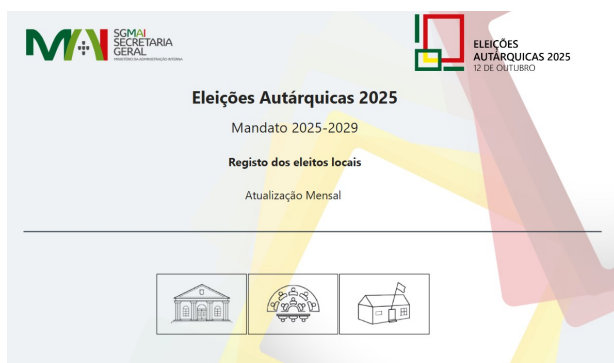 MAI
SGMAI
SECRETARIA
GERAL
MINISTÉRIO DA ADMINISTRAÇÃO INTERNA
ELEIÇÕES
AUTÁRQUICAS 2025
12 DE OUTUBRO
Eleições Autárquicas 2025
Mandato 2025-2029
Registo dos eleitos locais
Atualização Mensal